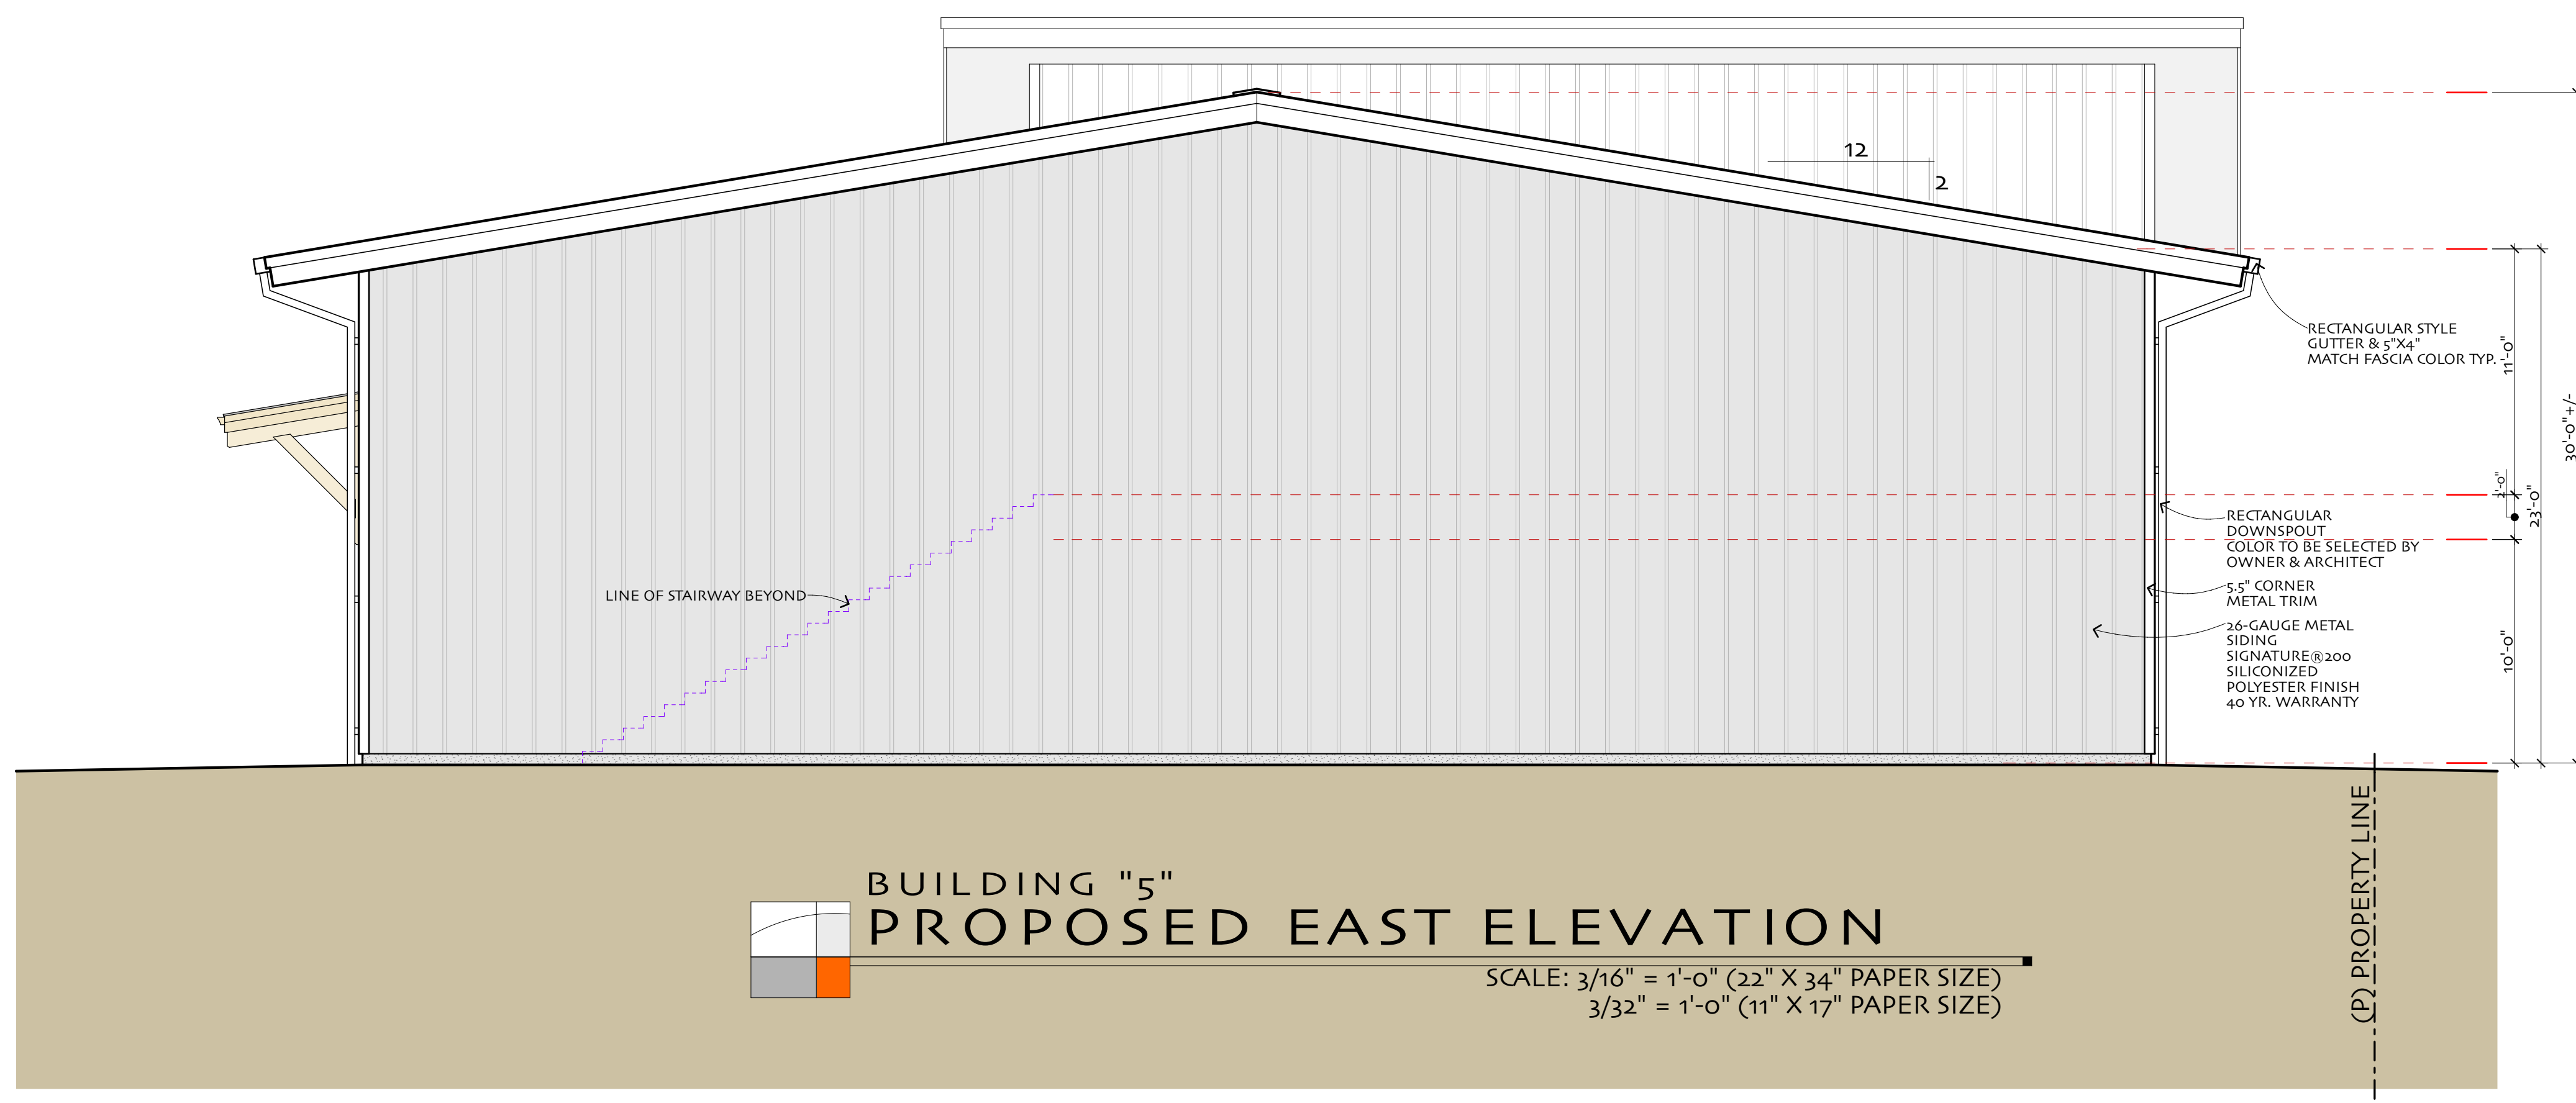 12
2
RECTANGULAR STYLE
GUTTER & 5"X4"
MATCH FASCIA COLOR TYP.
11'-0"
30'-0"+/-
2'-0"
23'-0"
RECTANGULAR
DOWNSPOUT
COLOR TO BE SELECTED BY
OWNER & ARCHITECT
LINE OF STAIRWAY BEYOND
5.5" CORNER
METAL TRIM
26-GAUGE METAL
SIDING
SIGNATURE®200
SILICONIZED
POLYESTER FINISH
40 YR. WARRANTY
10'-0"
(P) PROPERTY LINE
BUILDING "5"
PROPOSED EAST ELEVATION
SCALE: 3/16" = 1'-0" (22" X 34" PAPER SIZE)
3/32" = 1'-0" (11" X 17" PAPER SIZE)